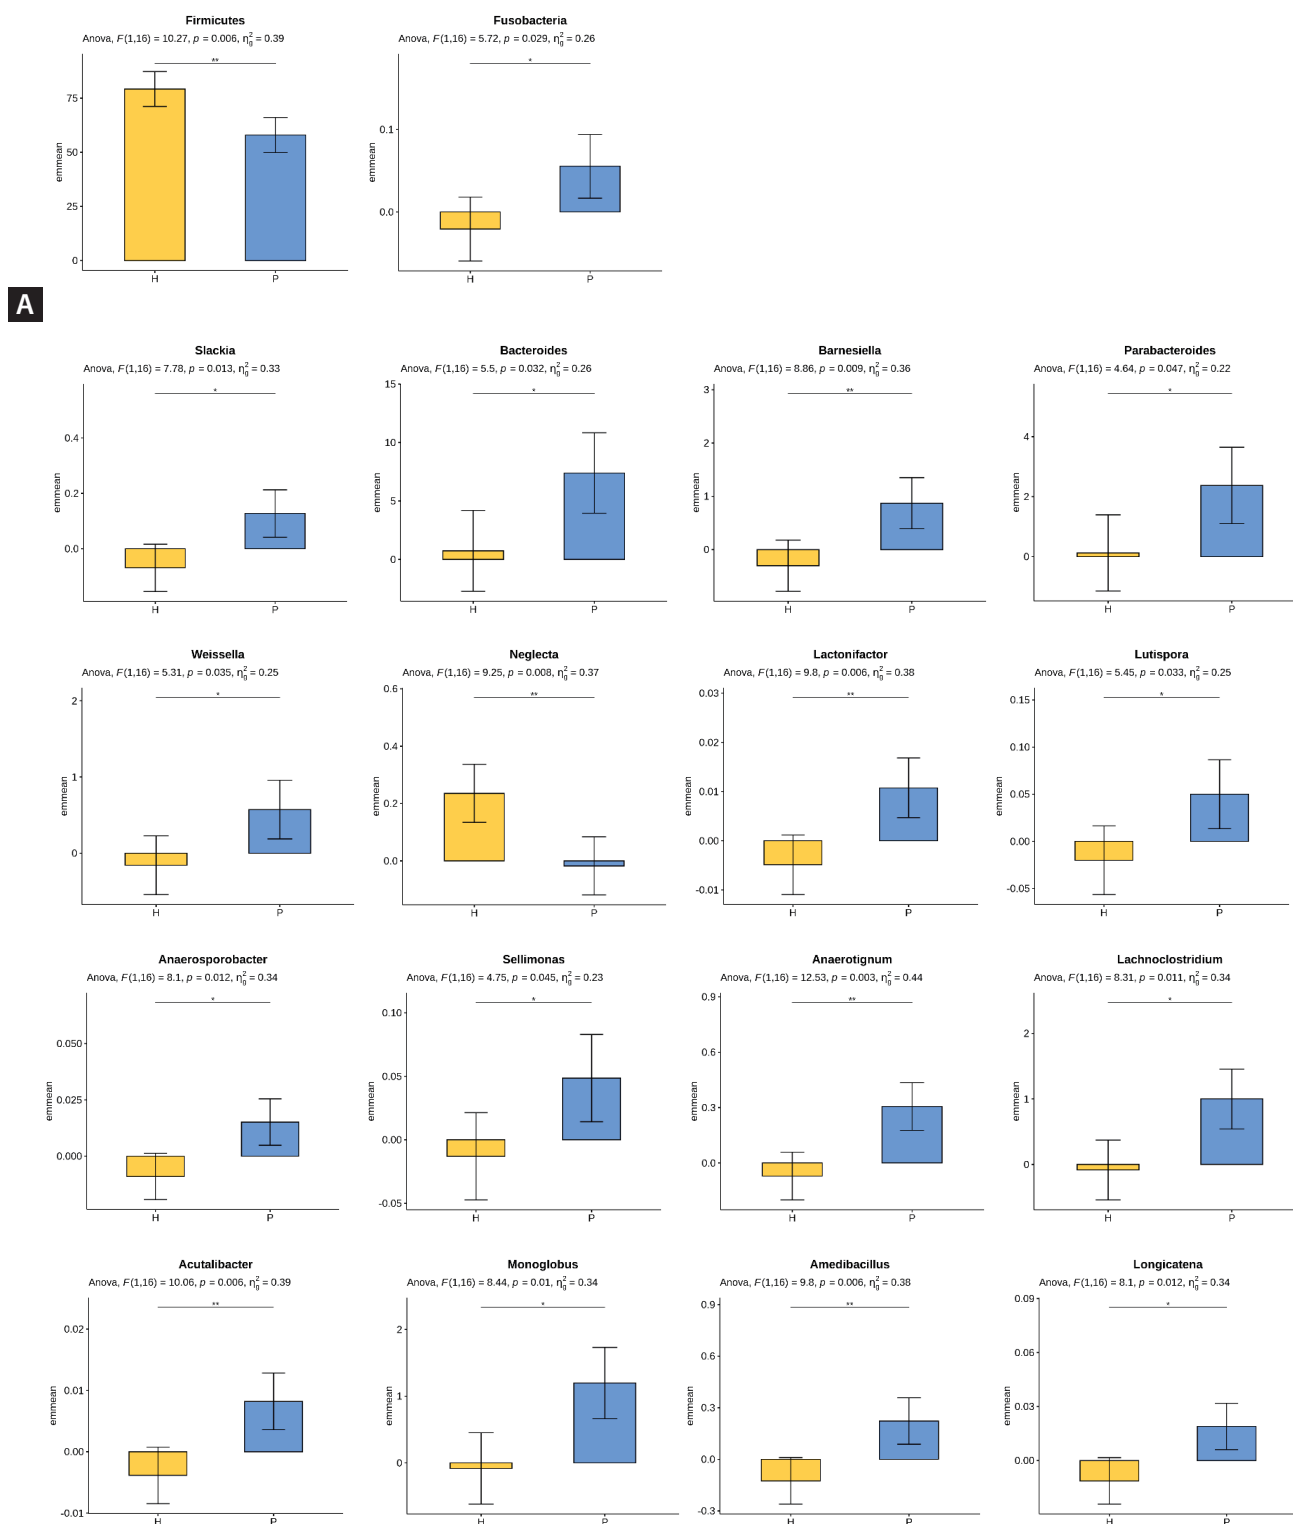 Firmicutes
Anova, F(1,16) = 10.27, p = 0.006, η²g = 0.39
**
75
50
25
0
emmean
H
P
Fusobacteria
Anova, F(1,16) = 5.72, p = 0.029, η²g = 0.26
*
0.1
0.0
emmean
H
P
A
Slackia
Anova, F(1,16) = 7.78, p = 0.013, η²g = 0.33
*
0.4
0.2
0.0
emmean
H
P
Bacteroides
Anova, F(1,16) = 5.5, p = 0.032, η²g = 0.26
*
15
10
5
0
emmean
H
P
Barnesiella
Anova, F(1,16) = 8.86, p = 0.009, η²g = 0.36
**
3
2
1
0
emmean
H
P
Parabacteroides
Anova, F(1,16) = 4.64, p = 0.047, η²g = 0.22
*
4
2
0
emmean
H
P
Weissella
Anova, F(1,16) = 5.31, p = 0.035, η²g = 0.25
*
2
1
0
emmean
H
P
Neglecta
Anova, F(1,16) = 9.25, p = 0.008, η²g = 0.37
**
0.6
0.4
0.2
0.0
emmean
H
P
Lactonifactor
Anova, F(1,16) = 9.8, p = 0.006, η²g = 0.38
**
0.03
0.02
0.01
0.00
-0.01
emmean
H
P
Lutispora
Anova, F(1,16) = 5.45, p = 0.033, η²g = 0.25
*
0.15
0.10
0.05
0.00
-0.05
emmean
H
P
Anaerosporobacter
Anova, F(1,16) = 8.1, p = 0.012, η²g = 0.34
*
0.050
0.025
0.000
emmean
H
P
Sellimonas
Anova, F(1,16) = 4.75, p = 0.045, η²g = 0.23
*
0.10
0.05
0.00
-0.05
emmean
H
P
Anaerotignum
Anova, F(1,16) = 12.53, p = 0.003, η²g = 0.44
**
0.9
0.6
0.3
0.0
emmean
H
P
Lachnoclostridium
Anova, F(1,16) = 8.31, p = 0.011, η²g = 0.34
*
2
1
0
emmean
H
P
Acutalibacter
Anova, F(1,16) = 10.06, p = 0.006, η²g = 0.39
**
0.02
0.01
0.00
-0.01
emmean
H
P
Monoglobus
Anova, F(1,16) = 8.44, p = 0.01, η²g = 0.34
*
2
1
0
emmean
H
P
Amedibacillus
Anova, F(1,16) = 9.8, p = 0.006, η²g = 0.38
**
0.9
0.6
0.3
0.0
-0.3
emmean
H
P
Longicatena
Anova, F(1,16) = 8.1, p = 0.012, η²g = 0.34
*
0.09
0.06
0.03
0.00
emmean
H
P